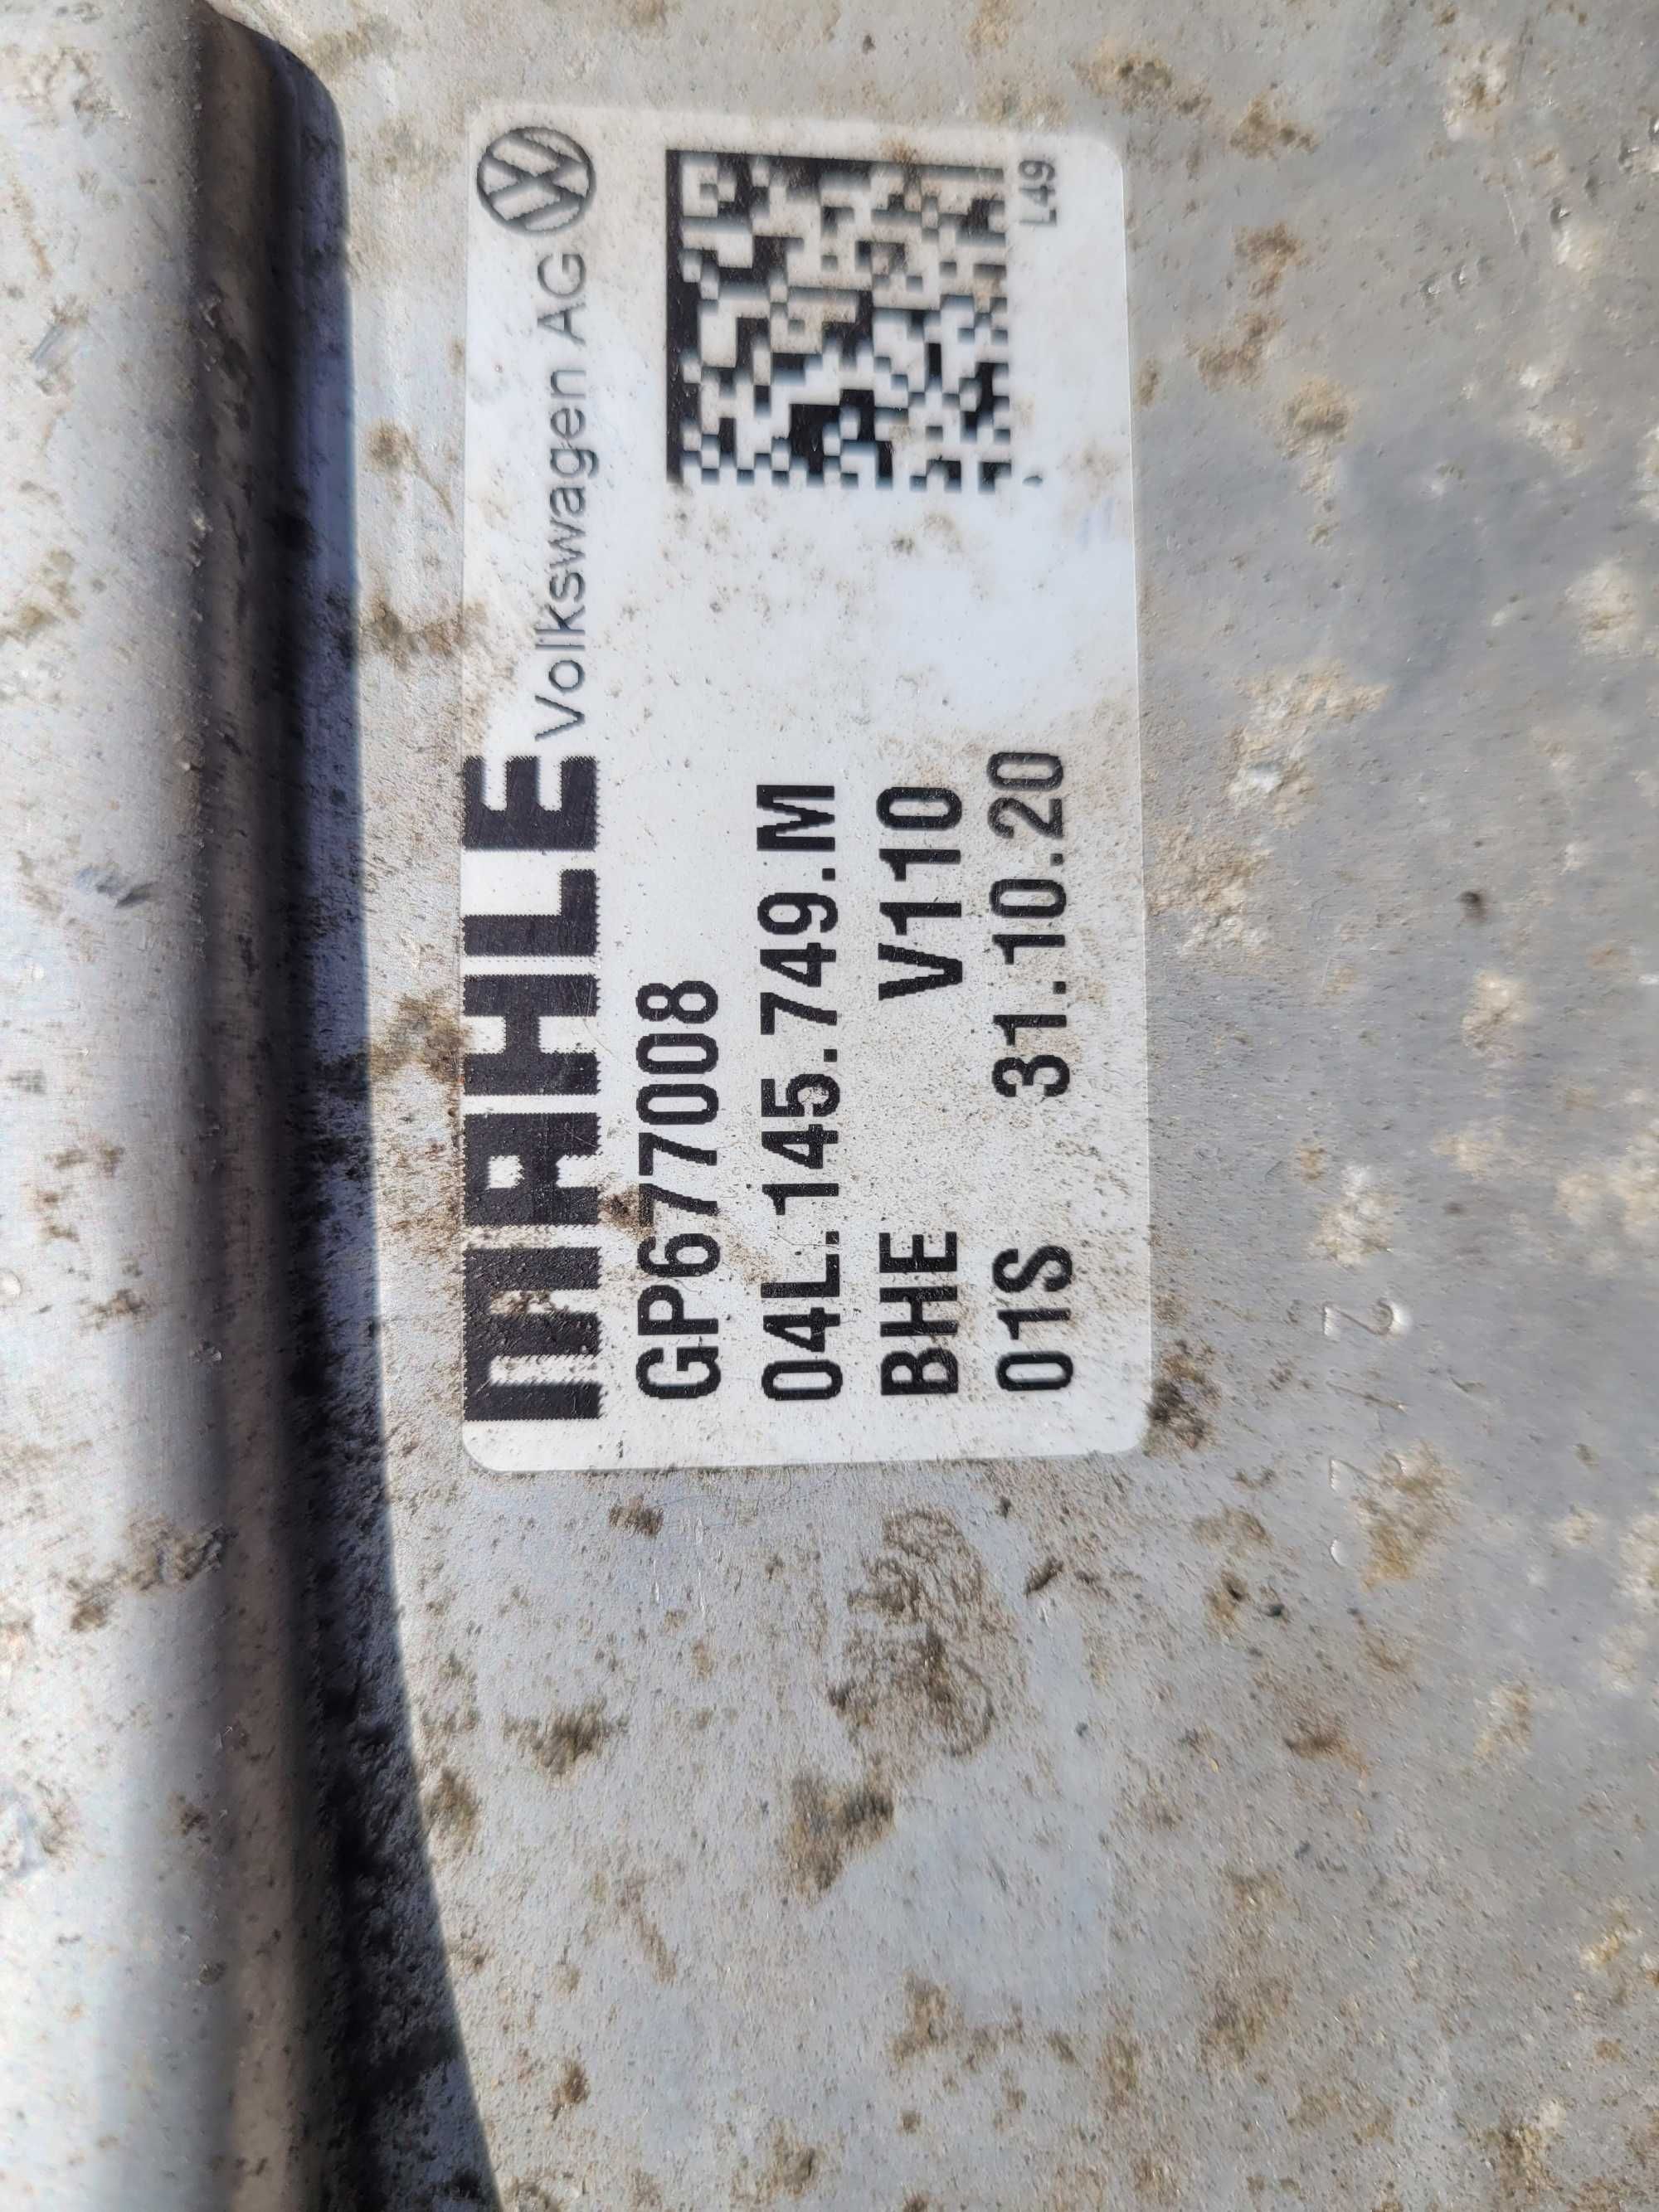 MAHLE Volkswagen AG
GP677008
04L.145.749.M
BHE V110
01S 31.10.20
L49